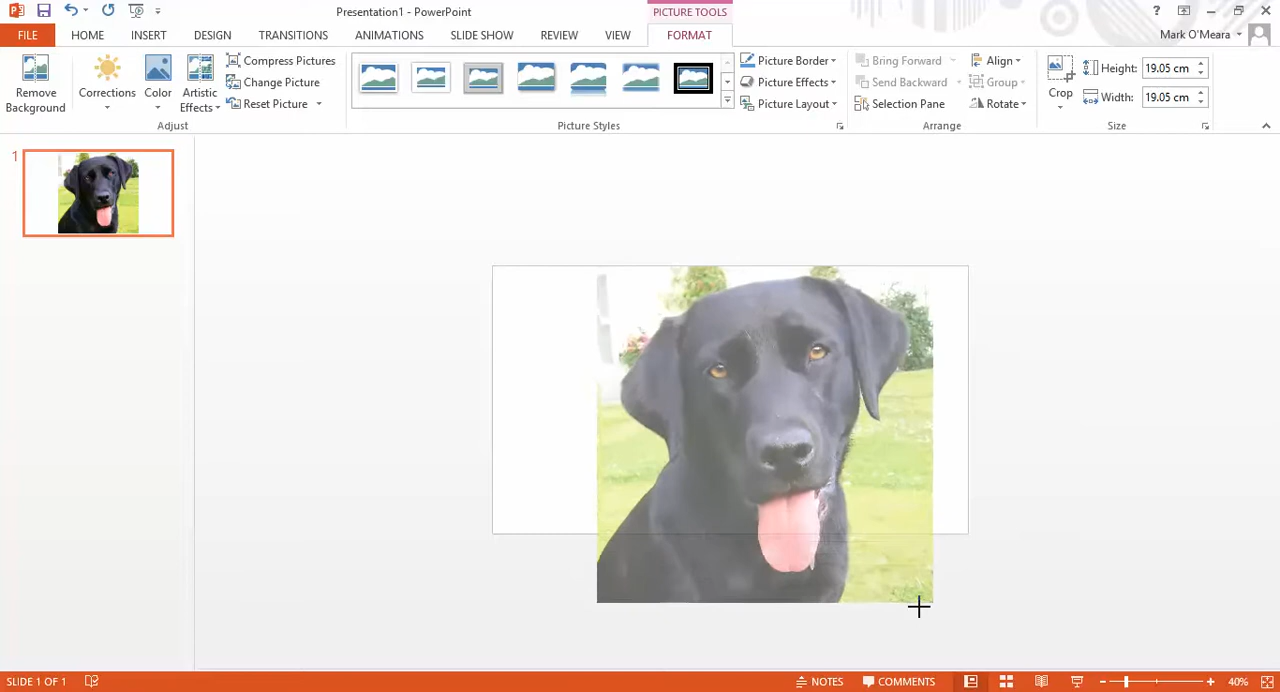 Presentation1 - PowerPoint
PICTURE TOOLS
?
FILE
HOME
INSERT
DESIGN
TRANSITIONS
ANIMATIONS
SLIDE SHOW
REVIEW
VIEW
FORMAT
Mark O'Meara
Remove
Background
Corrections
Color
Artistic
Effects
Compress Pictures
Change Picture
Reset Picture
Adjust
Picture Styles
Picture Border
Picture Effects
Picture Layout
Bring Forward
Send Backward
Selection Pane
Align
Group
Rotate
Arrange
Crop
Height: 19.05 cm
Width: 19.05 cm
Size
1
SLIDE 1 OF 1
NOTES
COMMENTS
40%